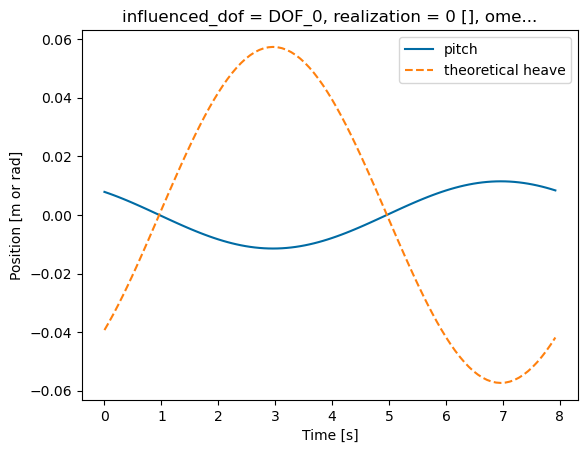 influenced_dof = DOF_0, realization = 0 [], ome...
pitch
theoretical heave
Position [m or rad]
0.06
0.04
0.02
0.00
−0.02
−0.04
−0.06
0 1 2 3 4 5 6 7 8
Time [s]